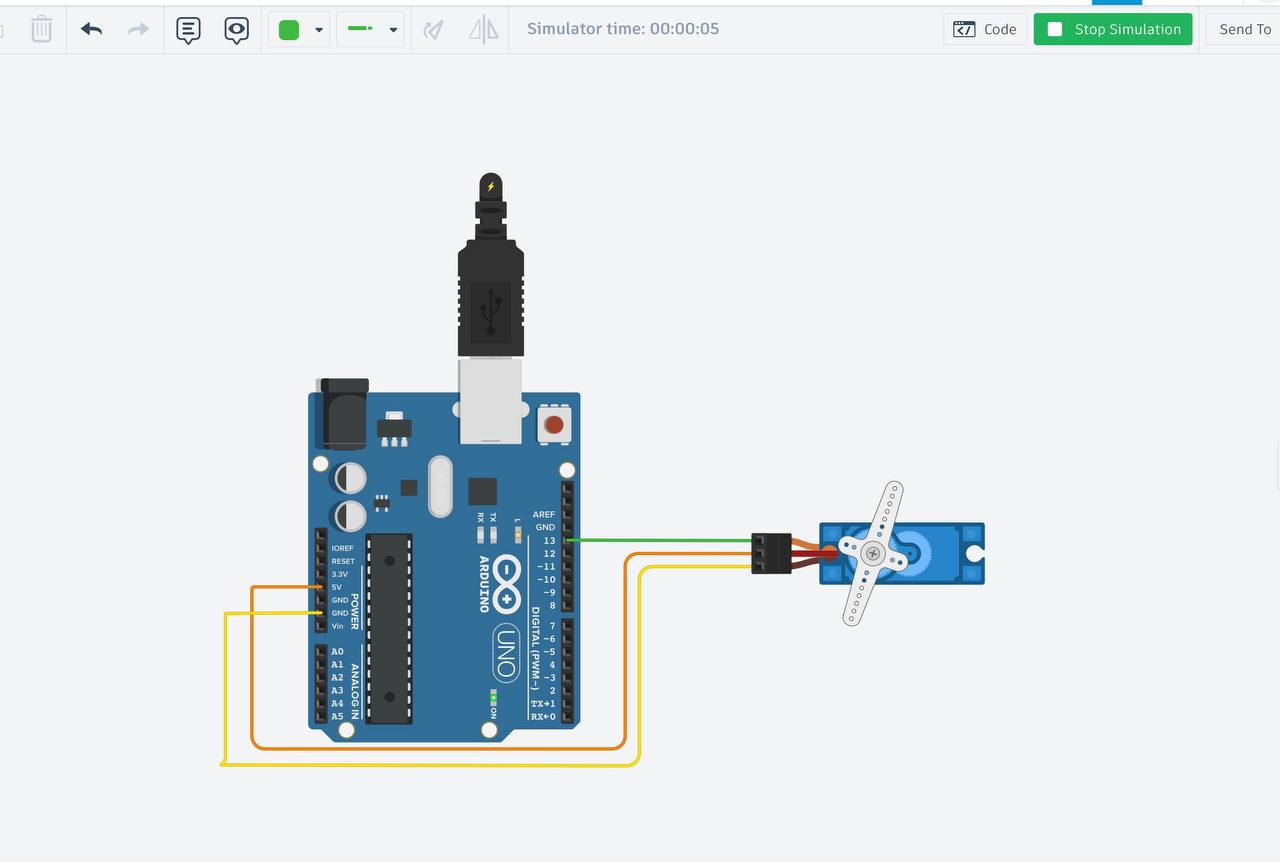 Simulator time: 00:00:05
Code
Stop Simulation
Send To
AREF
GND
13
12
~11
~10
~9
8
7
~6
~5
4
~3
2
TX→1
RX←0
DIGITAL (PWM~)
RX
TX
L
ARDUINO
UNO
ON
IOREF
RESET
3.3V
5V
GND
GND
Vin
POWER
A0
A1
A2
A3
A4
A5
ANALOG IN